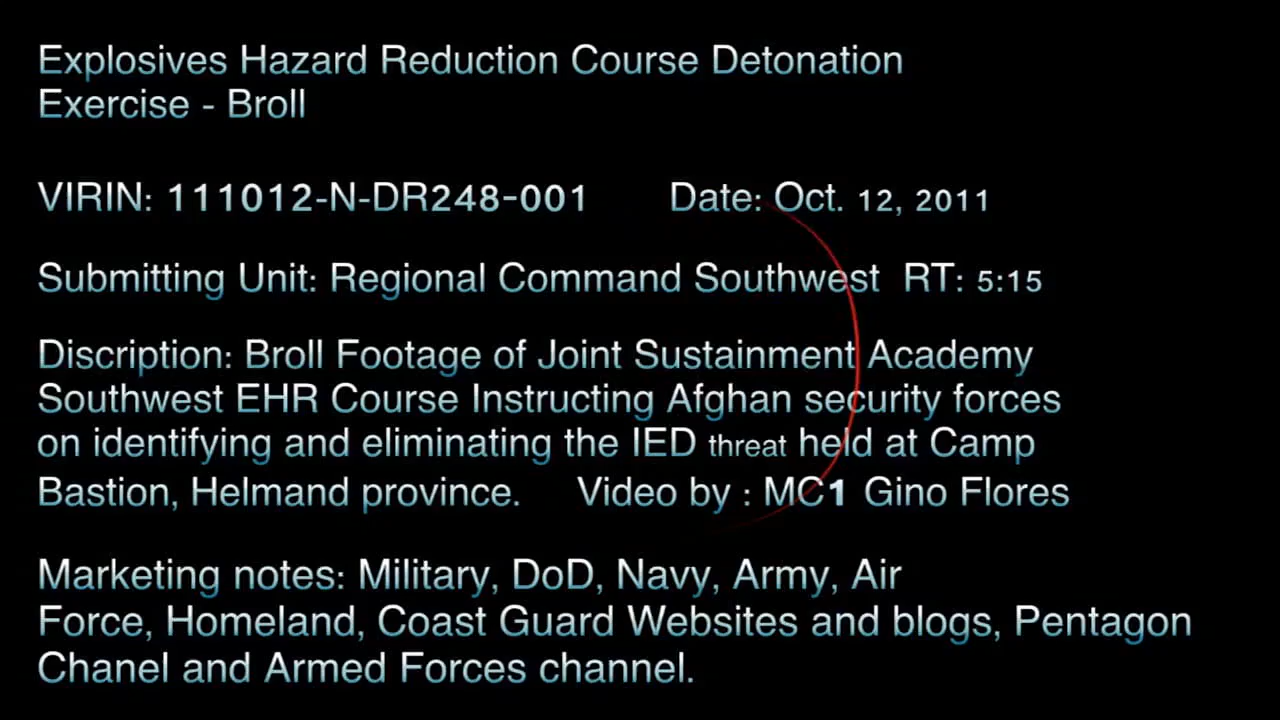 Explosives Hazard Reduction Course Detonation
Exercise - Broll
VIRIN: 111012-N-DR248-001 Date: Oct. 12, 2011
Submitting Unit: Regional Command Southwest RT: 5:15
Discription: Broll Footage of Joint Sustainment Academy
Southwest EHR Course Instructing Afghan security forces
on identifying and eliminating the IED threat held at Camp
Bastion, Helmand province. Video by : MC1 Gino Flores
Marketing notes: Military, DoD, Navy, Army, Air
Force, Homeland, Coast Guard Websites and blogs, Pentagon
Chanel and Armed Forces channel.